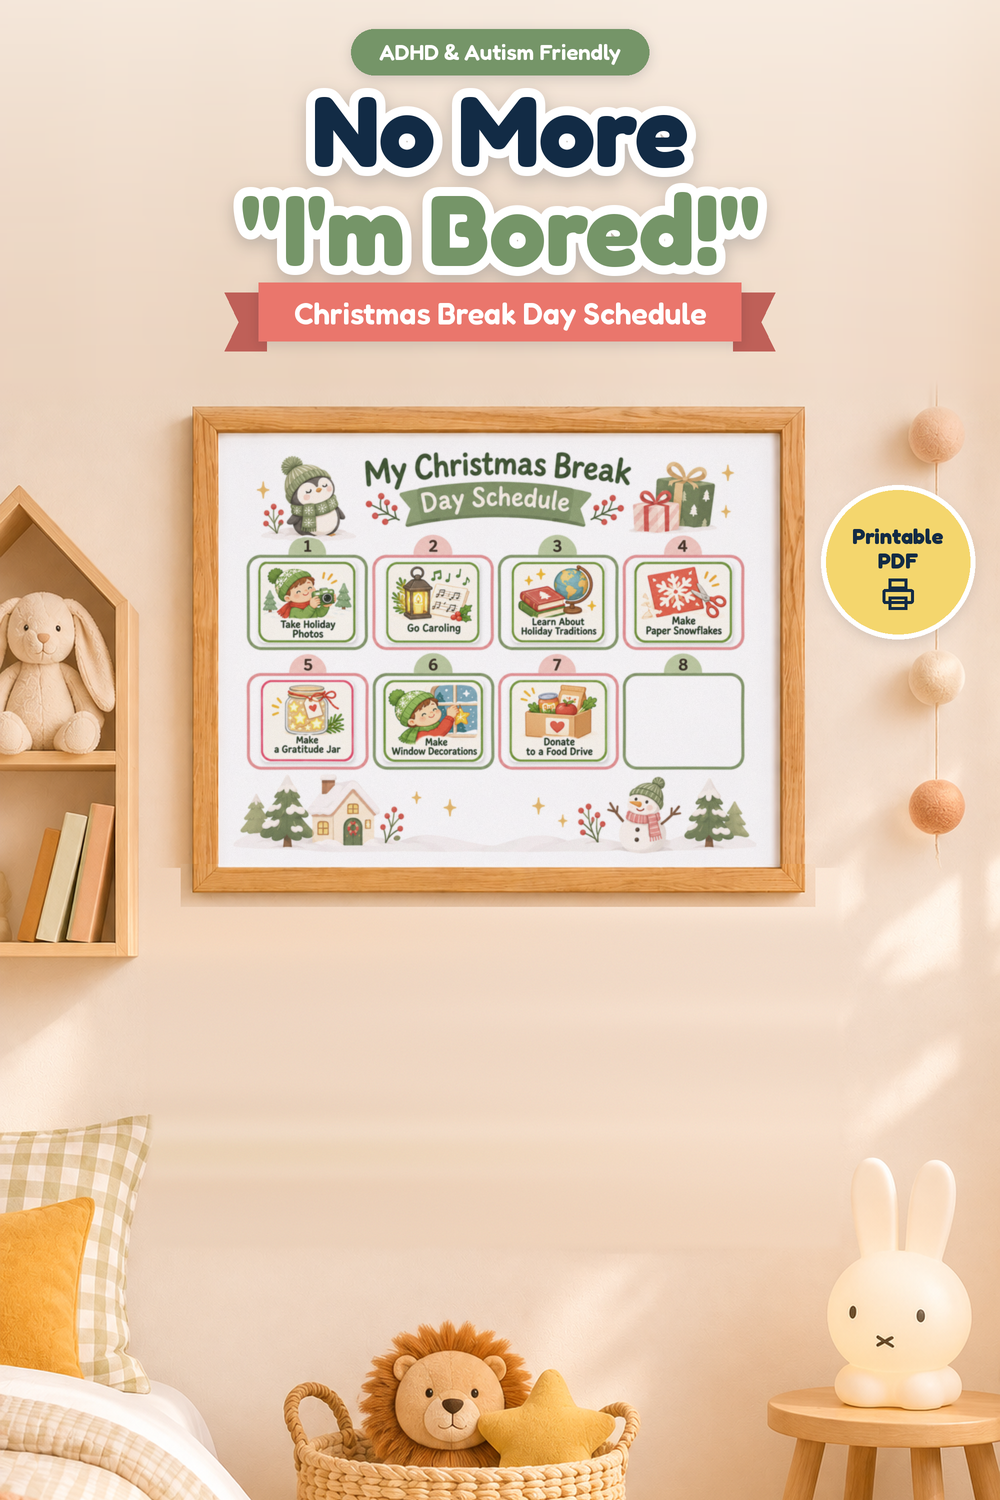 ADHD & Autism Friendly
No More
"I'm Bored!"
Christmas Break Day Schedule
My Christmas Break
Day Schedule
1
2
3
4
Take Holiday
Photos
Go Caroling
Learn About
Holiday Traditions
Make
Paper Snowflakes
5
6
7
8
Make
a Gratitude Jar
Make
Window Decorations
Donate
to a Food Drive
Printable
PDF